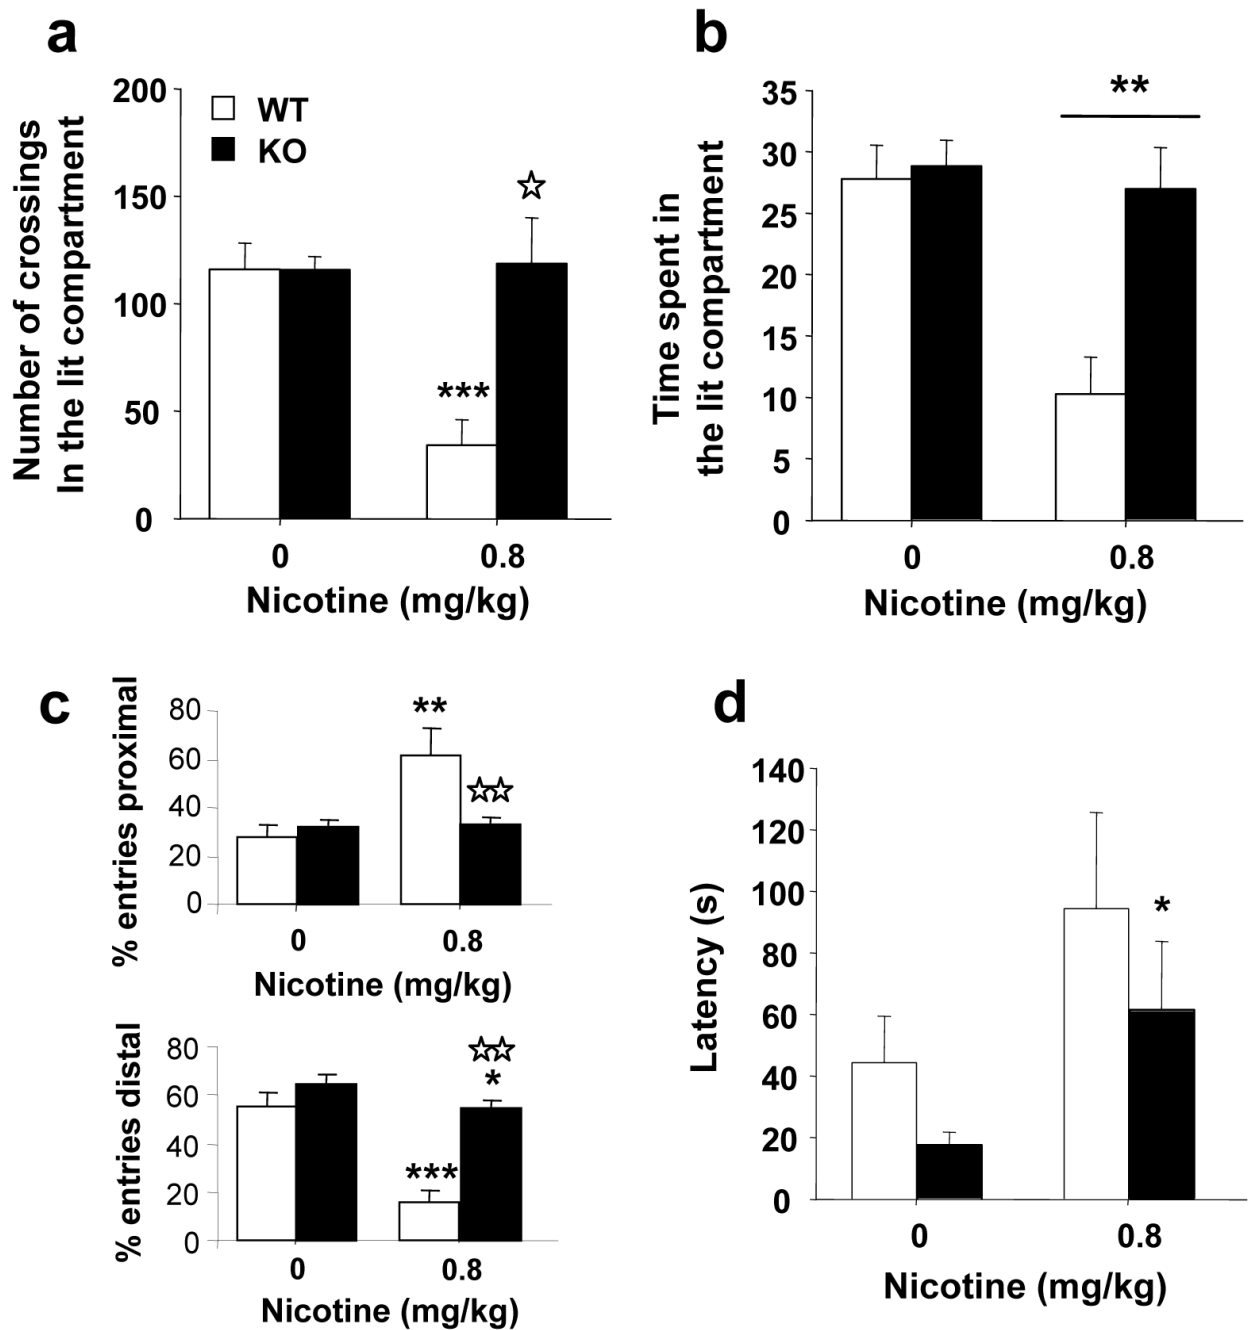 a
200
150
100
50
0
WT
KO
☆
***
Number of crossings
In the lit compartment
0
0.8
Nicotine (mg/kg)
b
35
30
25
20
15
10
5
0
**
Time spent in
the lit compartment
0
0.8
Nicotine (mg/kg)
c
80
60
40
20
0
**
☆☆
% entries proximal
0
0.8
Nicotine (mg/kg)
80
60
40
20
0
☆☆
*
***
% entries distal
0
0.8
Nicotine (mg/kg)
d
140
120
100
80
60
40
20
0
*
Latency (s)
0
0.8
Nicotine (mg/kg)